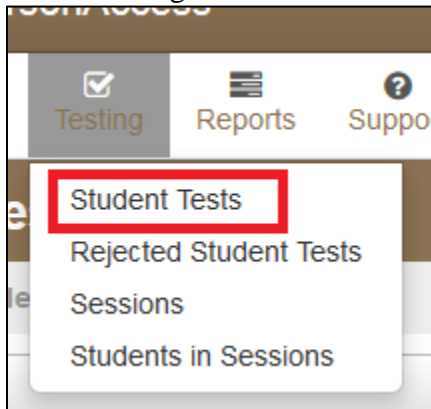 Testing Reports
Student Tests
Rejected Student Tests
Sessions
Students in Sessions